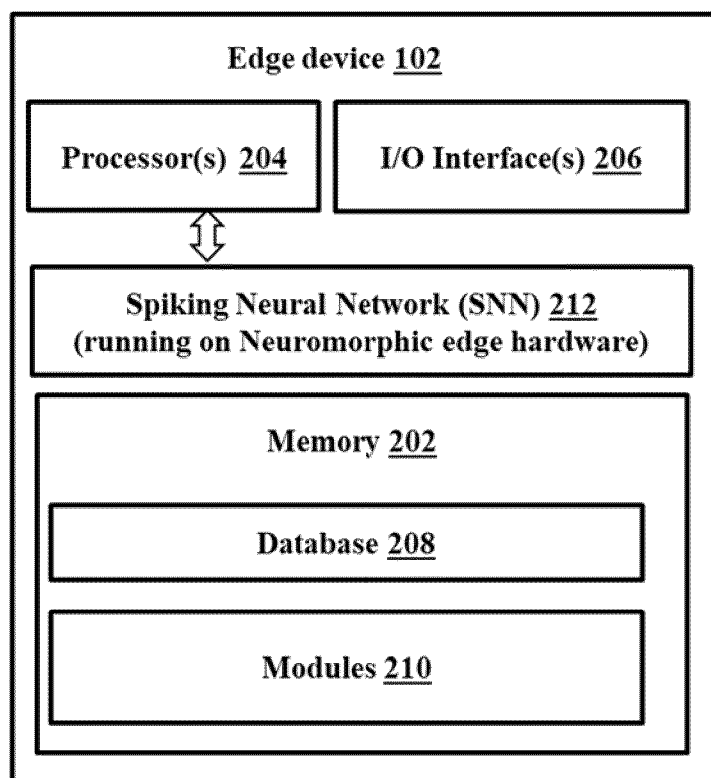 Edge device 102
Processor(s) 204
I/O Interface(s) 206
Spiking Neural Network (SNN) 212
(running on Neuromorphic edge hardware)
Memory 202
Database 208
Modules 210